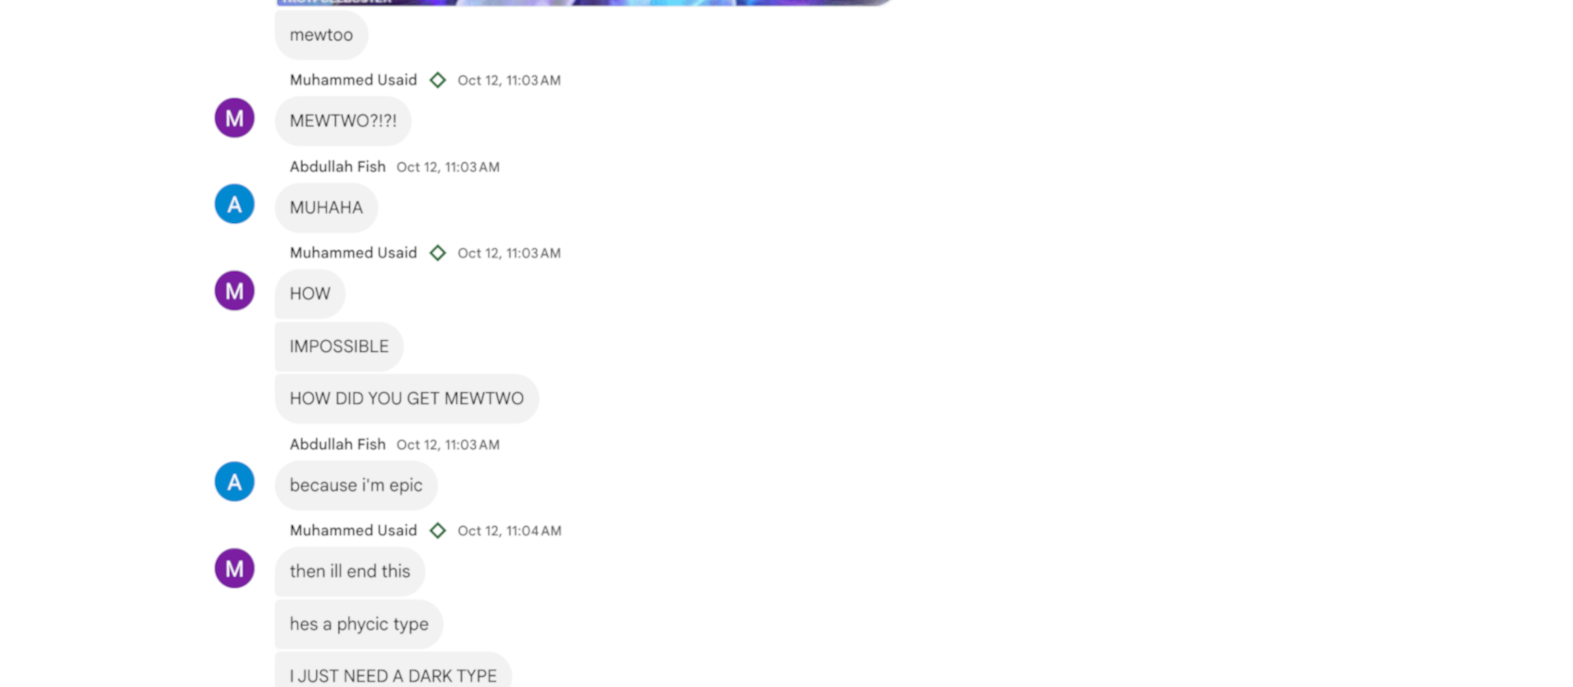 mewtoo
Muhammed Usaid Oct 12, 11:03 AM
M
MEWTWO?!?!
Abdullah Fish Oct 12, 11:03 AM
A
MUHAHA
Muhammed Usaid Oct 12, 11:03 AM
M
HOW
IMPOSSIBLE
HOW DID YOU GET MEWTWO
Abdullah Fish Oct 12, 11:03 AM
A
because i'm epic
Muhammed Usaid Oct 12, 11:04 AM
M
then ill end this
hes a phycic type
I JUST NEED A DARK TYPE